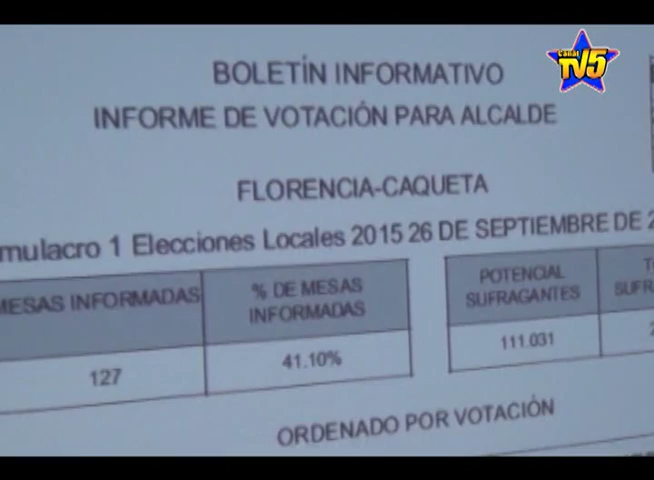 Canal
TV5
BOLETÍN INFORMATIVO
INFORME DE VOTACIÓN PARA ALCALDE
FLORENCIA-CAQUETA
mulacro 1 Elecciones Locales 2015 26 DE SEPTIEMBRE DE 2
MESAS INFORMADAS
% DE MESAS
INFORMADAS
POTENCIAL
SUFRAGANTES
127
41.10%
111.031
ORDENADO POR VOTACIÓN